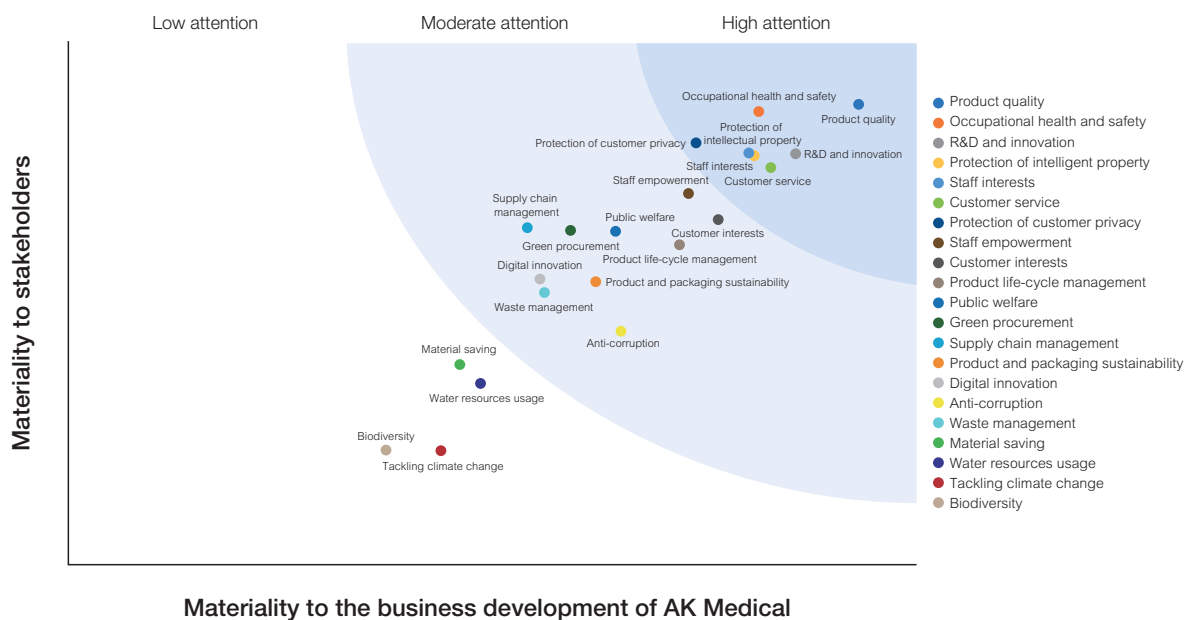 Low attention
Moderate attention
High attention
Materiality to stakeholders
Occupational health and safety
Product quality
Protection of
intellectual property
Protection of customer privacy
R&D and innovation
Staff interests
Customer service
Staff empowerment
Supply chain
management
Public welfare
Customer interests
Green procurement
Product life-cycle management
Digital innovation
Product and packaging sustainability
Waste management
Anti-corruption
Material saving
Water resources usage
Biodiversity
Tackling climate change
Materiality to the business development of AK Medical
Product quality
Occupational health and safety
R&D and innovation
Protection of intelligent property
Staff interests
Customer service
Protection of customer privacy
Staff empowerment
Customer interests
Product life-cycle management
Public welfare
Green procurement
Supply chain management
Product and packaging sustainability
Digital innovation
Anti-corruption
Waste management
Material saving
Water resources usage
Tackling climate change
Biodiversity